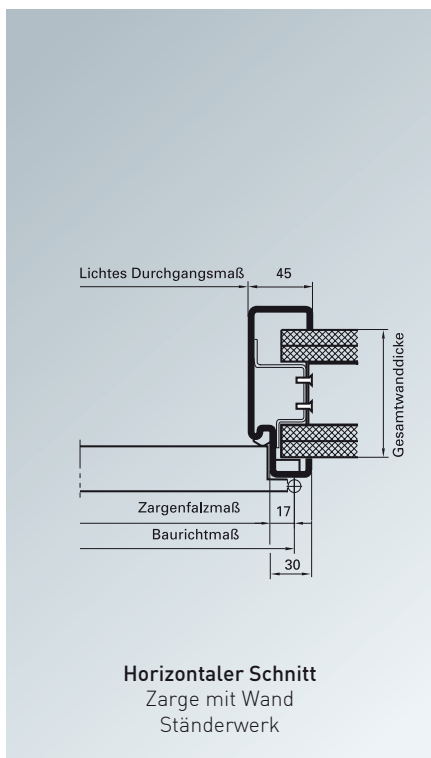 Lichtes Durchgangsmaß 45
Gesamtwanddicke
Zargenfalzmaß 17
Baurichtmaß
30
Horizontaler Schnitt
Zarge mit Wand
Ständerwerk